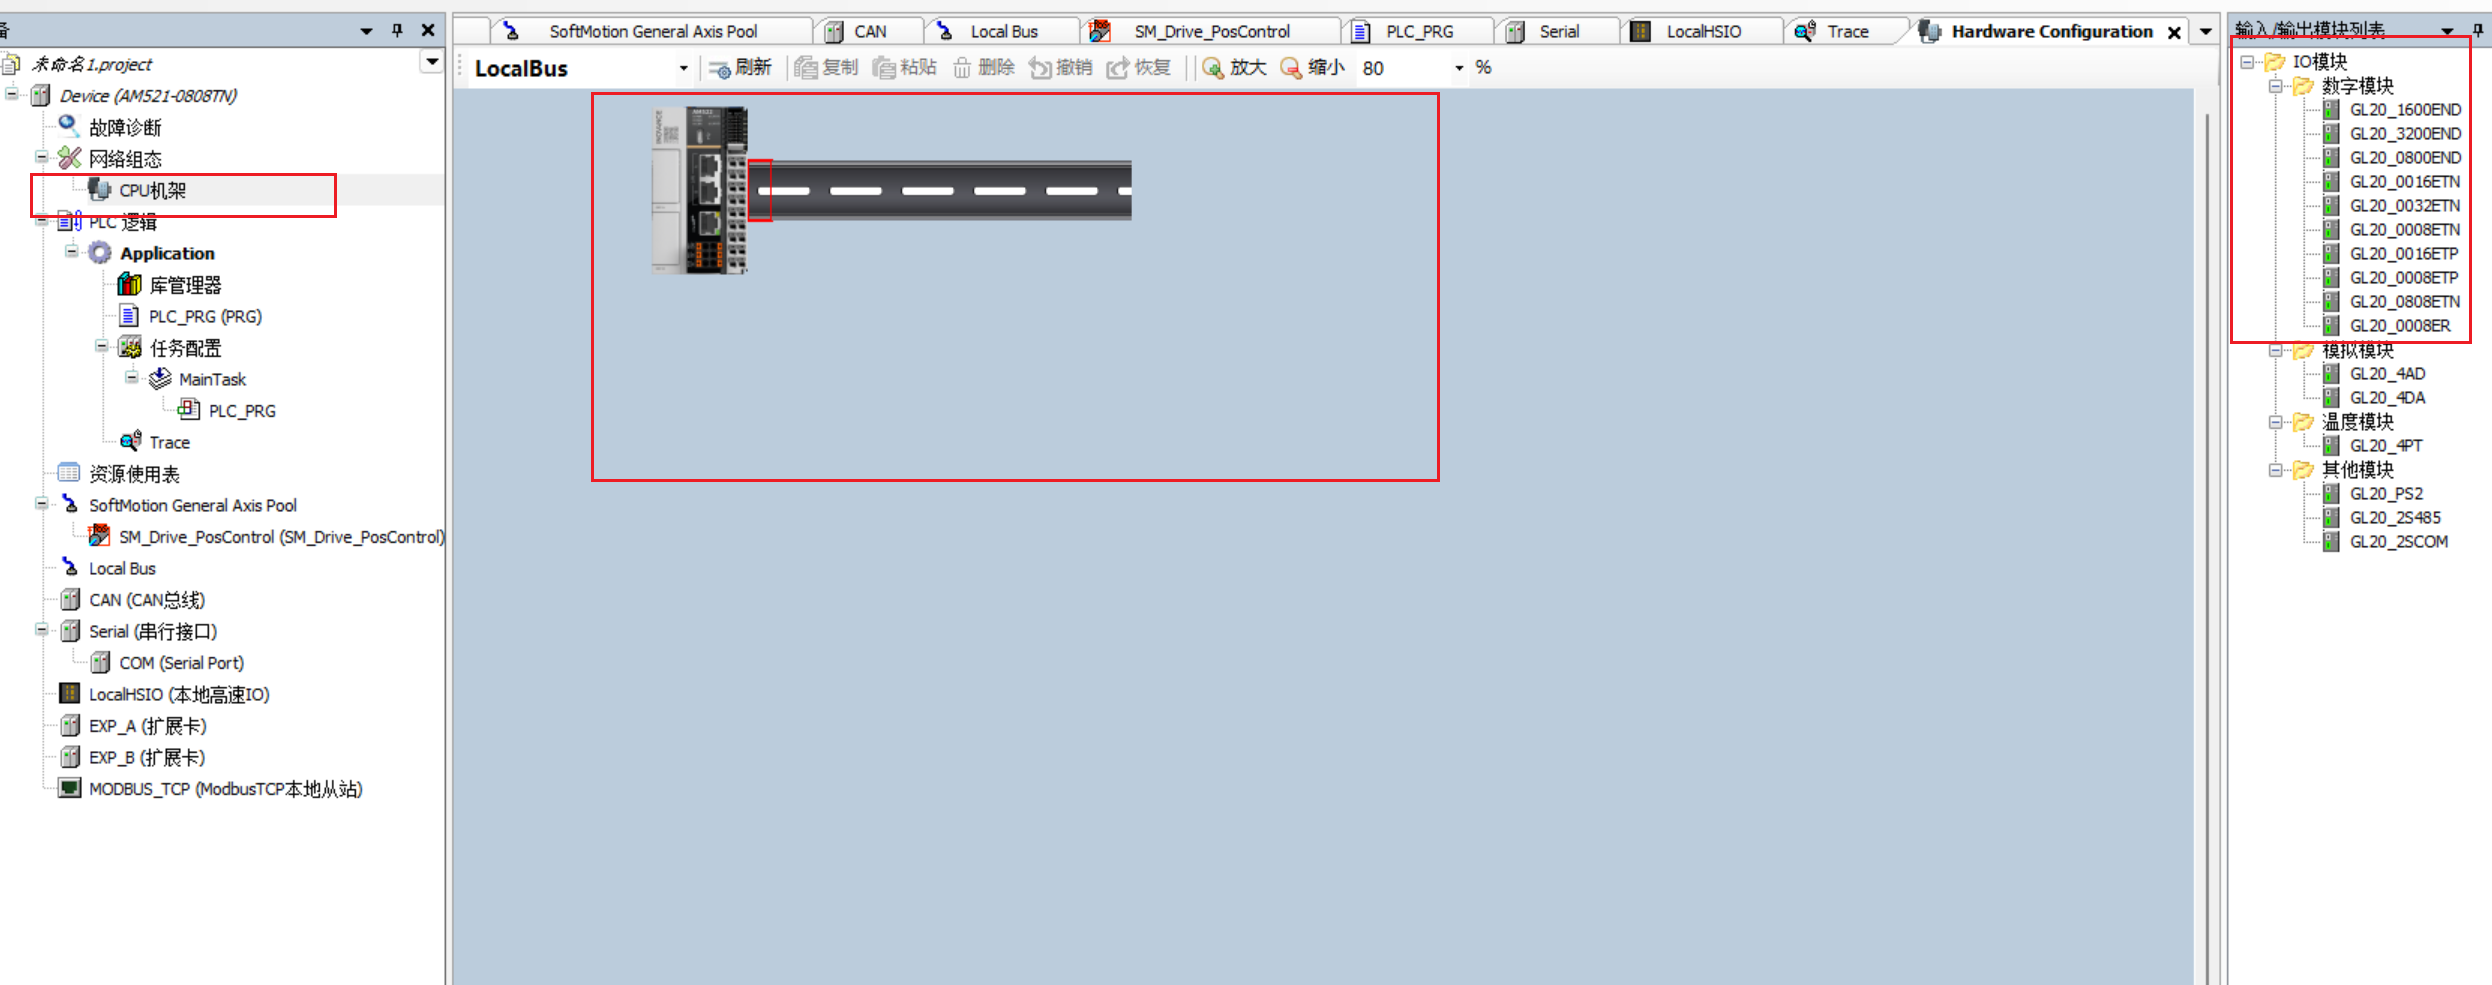 备
未命名1.project
Device (AM521-0808TN)
故障诊断
网络组态
CPU机架
PLC 逻辑
Application
库管理器
PLC_PRG (PRG)
任务配置
MainTask
PLC_PRG
Trace
资源使用表
SoftMotion General Axis Pool
SM_Drive_PosControl (SM_Drive_PosControl)
Local Bus
CAN (CAN总线)
Serial (串行接口)
COM (Serial Port)
LocalHSIO (本地高速IO)
EXP_A (扩展卡)
EXP_B (扩展卡)
MODBUS_TCP (ModbusTCP本地从站)
SoftMotion General Axis Pool CAN Local Bus SM_Drive_PosControl PLC_PRG Serial LocalHSIO Trace Hardware Configuration
LocalBus 刷新 复制 粘贴 删除 撤销 恢复 放大 缩小 80 %
输入/输出模块列表
IO模块
数字模块
GL20_1600END
GL20_3200END
GL20_0800END
GL20_0016ETN
GL20_0032ETN
GL20_0008ETN
GL20_0016ETP
GL20_0008ETP
GL20_0808ETN
GL20_0008ER
模拟模块
GL20_4AD
GL20_4DA
温度模块
GL20_4PT
其他模块
GL20_PS2
GL20_2S485
GL20_2SCOM